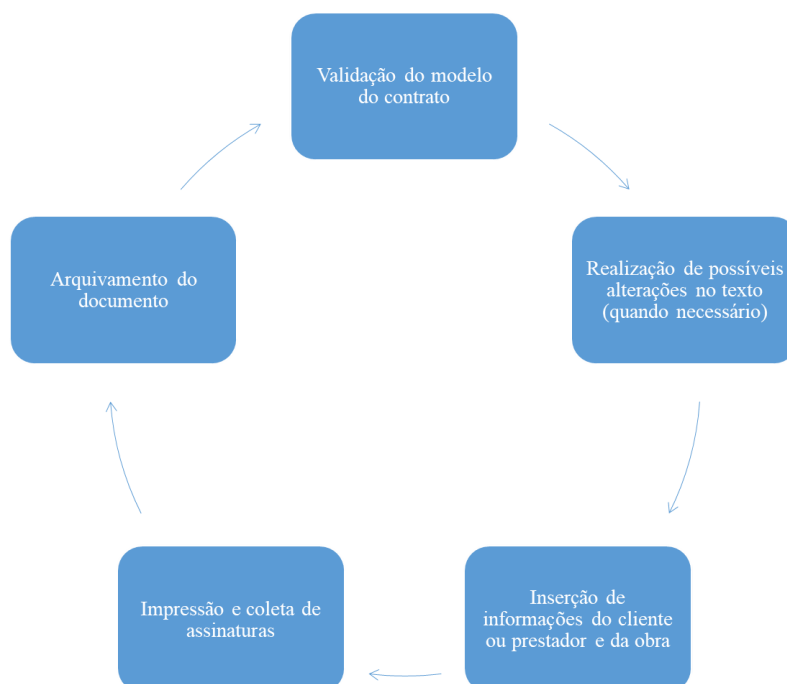 Validação do modelo
do contrato
Realização de possíveis
alterações no texto
(quando necessário)
Inserção de
informações do cliente
ou prestador e da obra
Impressão e coleta de
assinaturas
Arquivamento do
documento